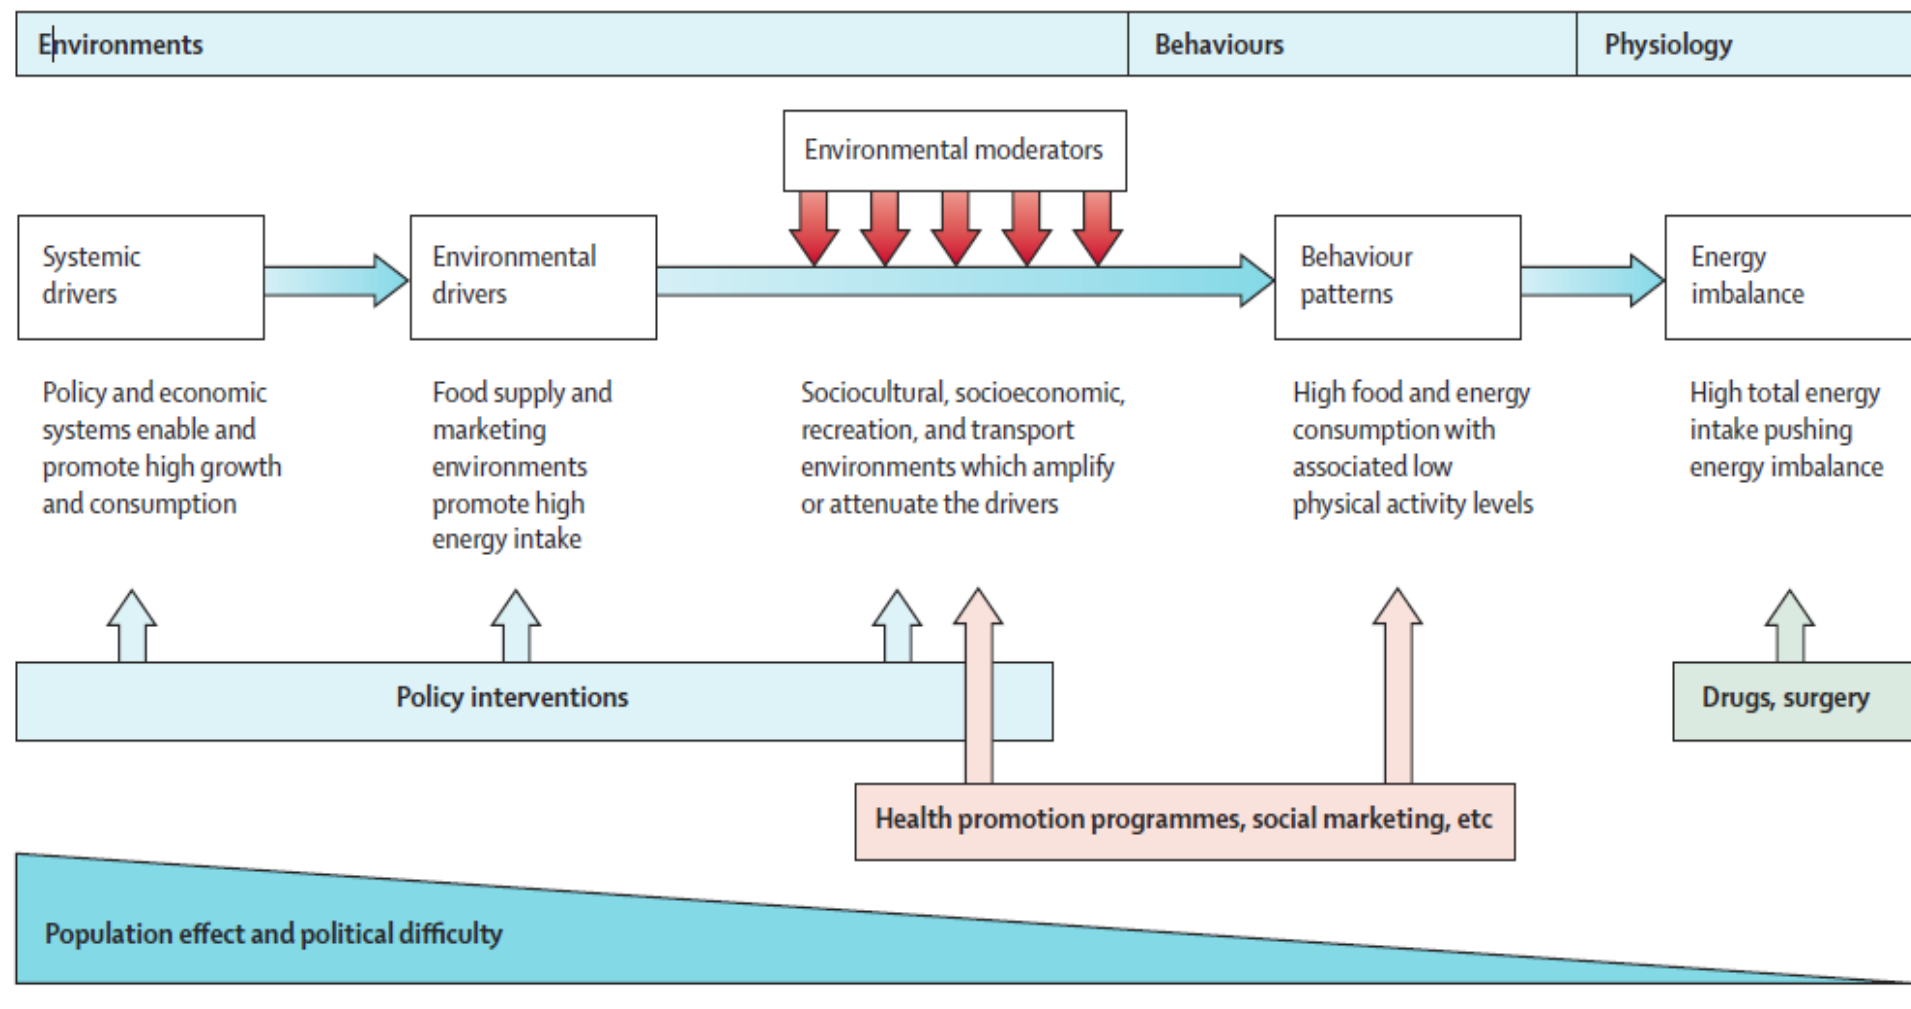 Environments
Behaviours
Physiology
Environmental moderators
Systemic
drivers
Environmental
drivers
Behaviour
patterns
Energy
imbalance
Policy and economic
systems enable and
promote high growth
and consumption
Food supply and
marketing
environments
promote high
energy intake
Sociocultural, socioeconomic,
recreation, and transport
environments which amplify
or attenuate the drivers
High food and energy
consumption with
associated low
physical activity levels
High total energy
intake pushing
energy imbalance
Policy interventions
Drugs, surgery
Health promotion programmes, social marketing, etc
Population effect and political difficulty